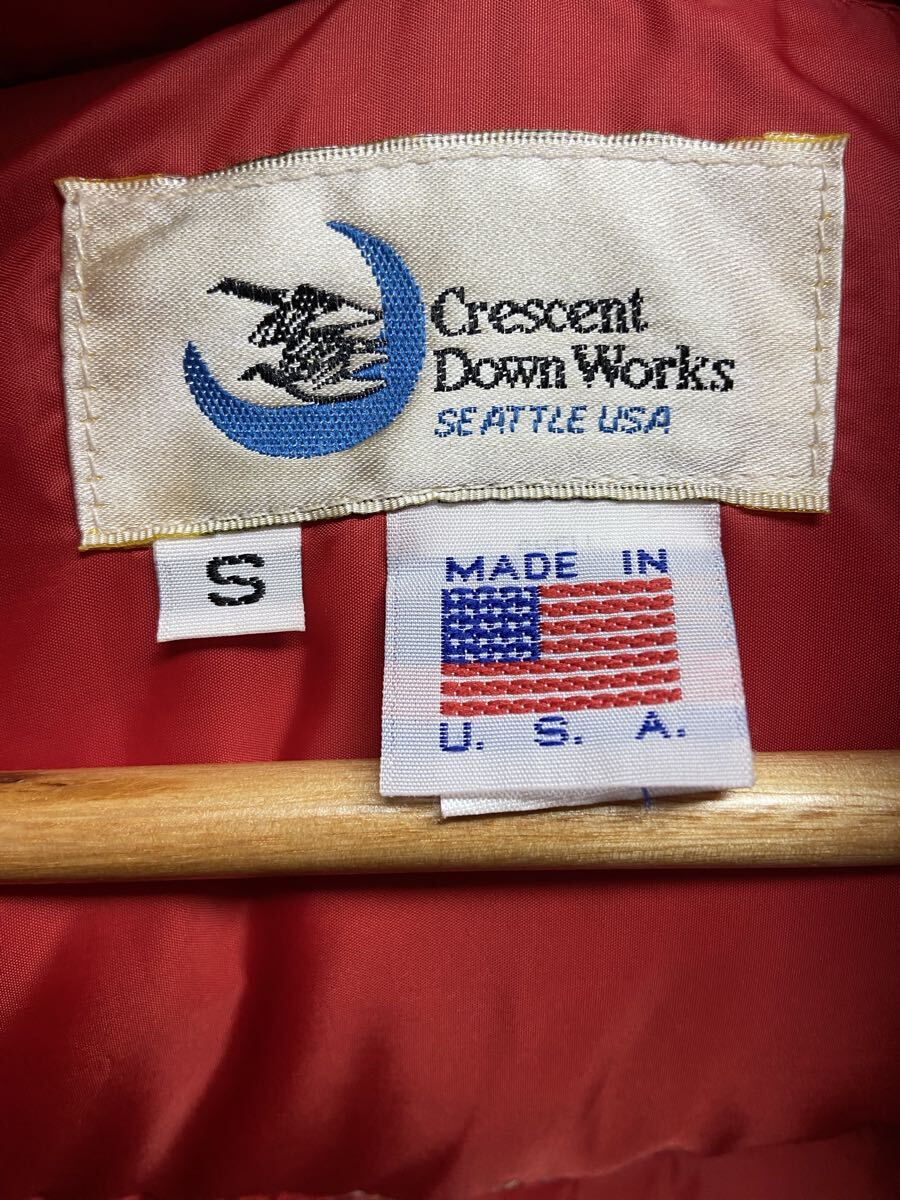 Crescent
Down Works
SEATTLE USA
S
MADE IN
U. S. A.